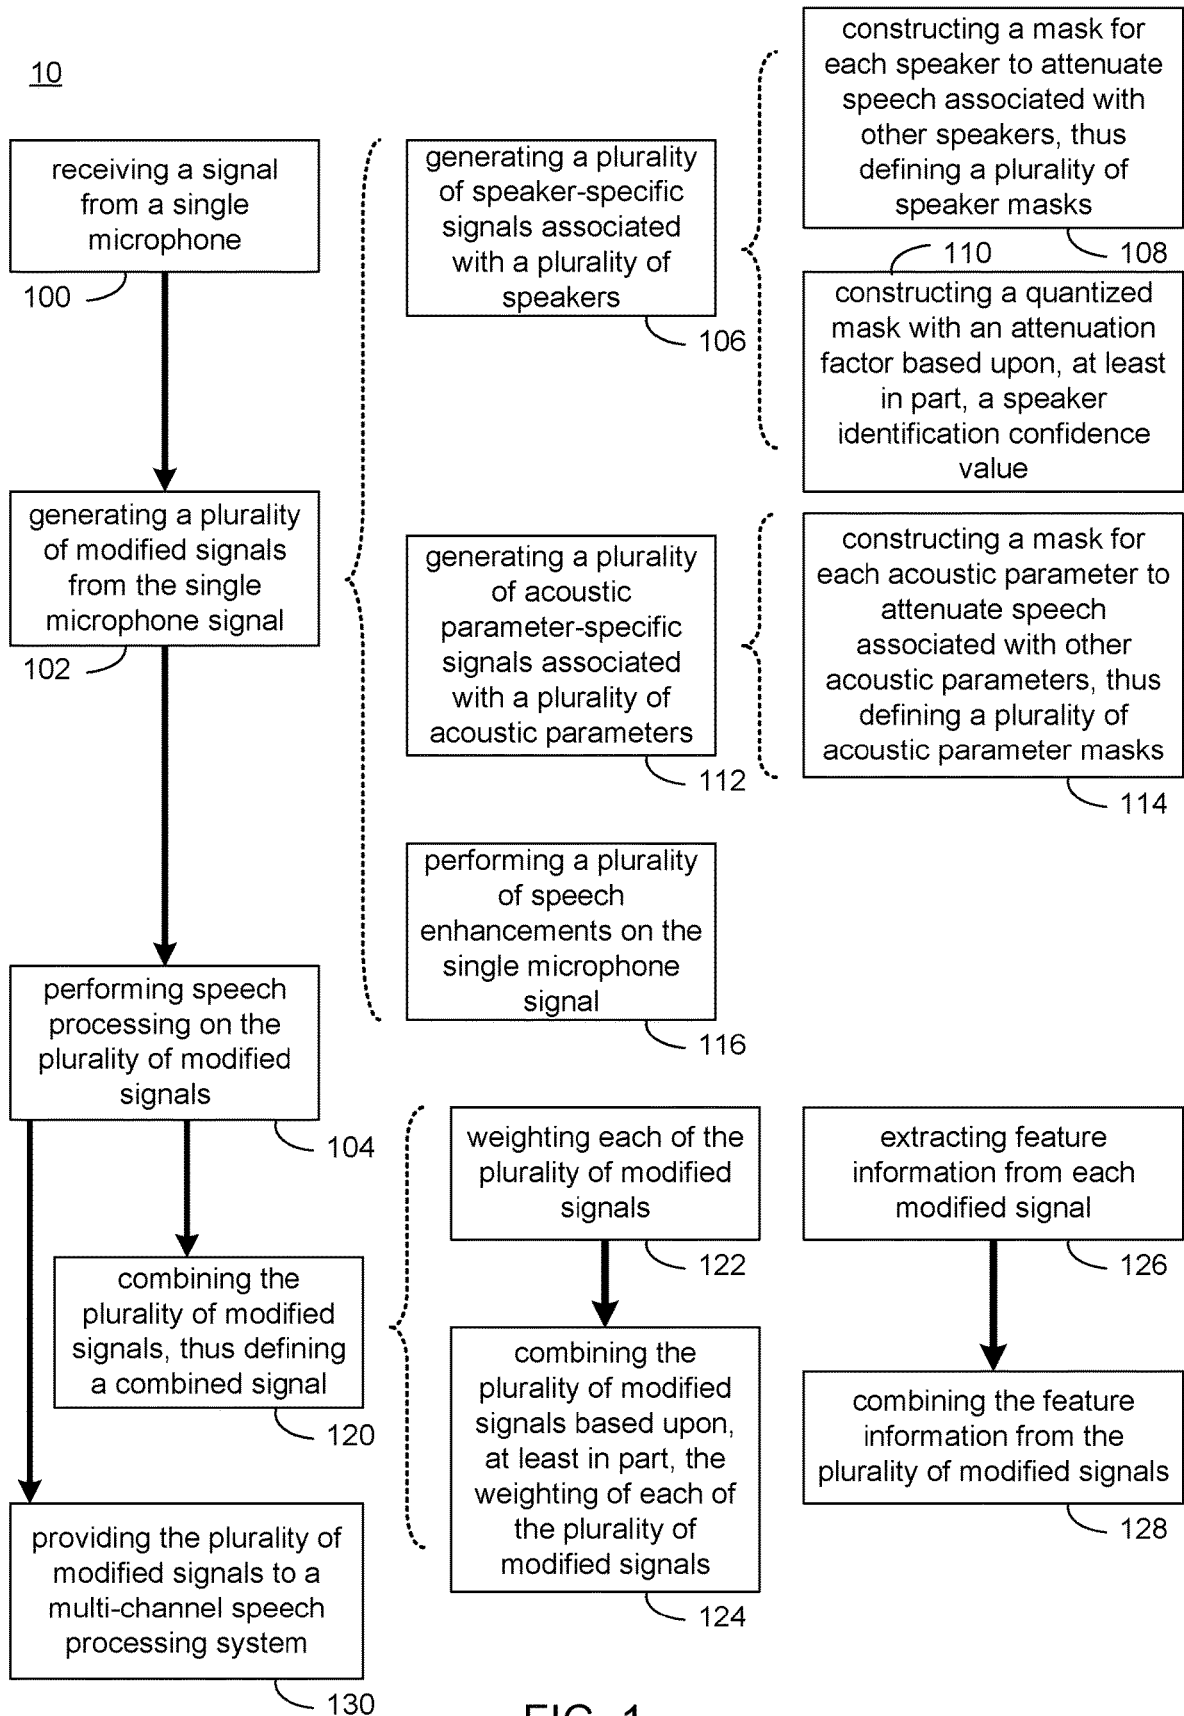 10
receiving a signal
from a single
microphone
100
generating a plurality
of modified signals
from the single
microphone signal
102
performing speech
processing on the
plurality of modified
signals
104
generating a plurality
of speaker-specific
signals associated
with a plurality of
speakers
106
constructing a mask for
each speaker to attenuate
speech associated with
other speakers, thus
defining a plurality of
speaker masks
108
110
constructing a quantized
mask with an attenuation
factor based upon, at least
in part, a speaker
identification confidence
value
generating a plurality
of acoustic
parameter-specific
signals associated
with a plurality of
acoustic parameters
112
constructing a mask for
each acoustic parameter to
attenuate speech
associated with other
acoustic parameters, thus
defining a plurality of
acoustic parameter masks
114
performing a plurality
of speech
enhancements on the
single microphone
signal
116
combining the
plurality of modified
signals, thus defining
a combined signal
120
weighting each of the
plurality of modified
signals
122
combining the
plurality of modified
signals based upon,
at least in part, the
weighting of each of
the plurality of
modified signals
124
extracting feature
information from each
modified signal
126
combining the feature
information from the
plurality of modified signals
128
providing the plurality of
modified signals to a
multi-channel speech
processing system
130
FIG. 1